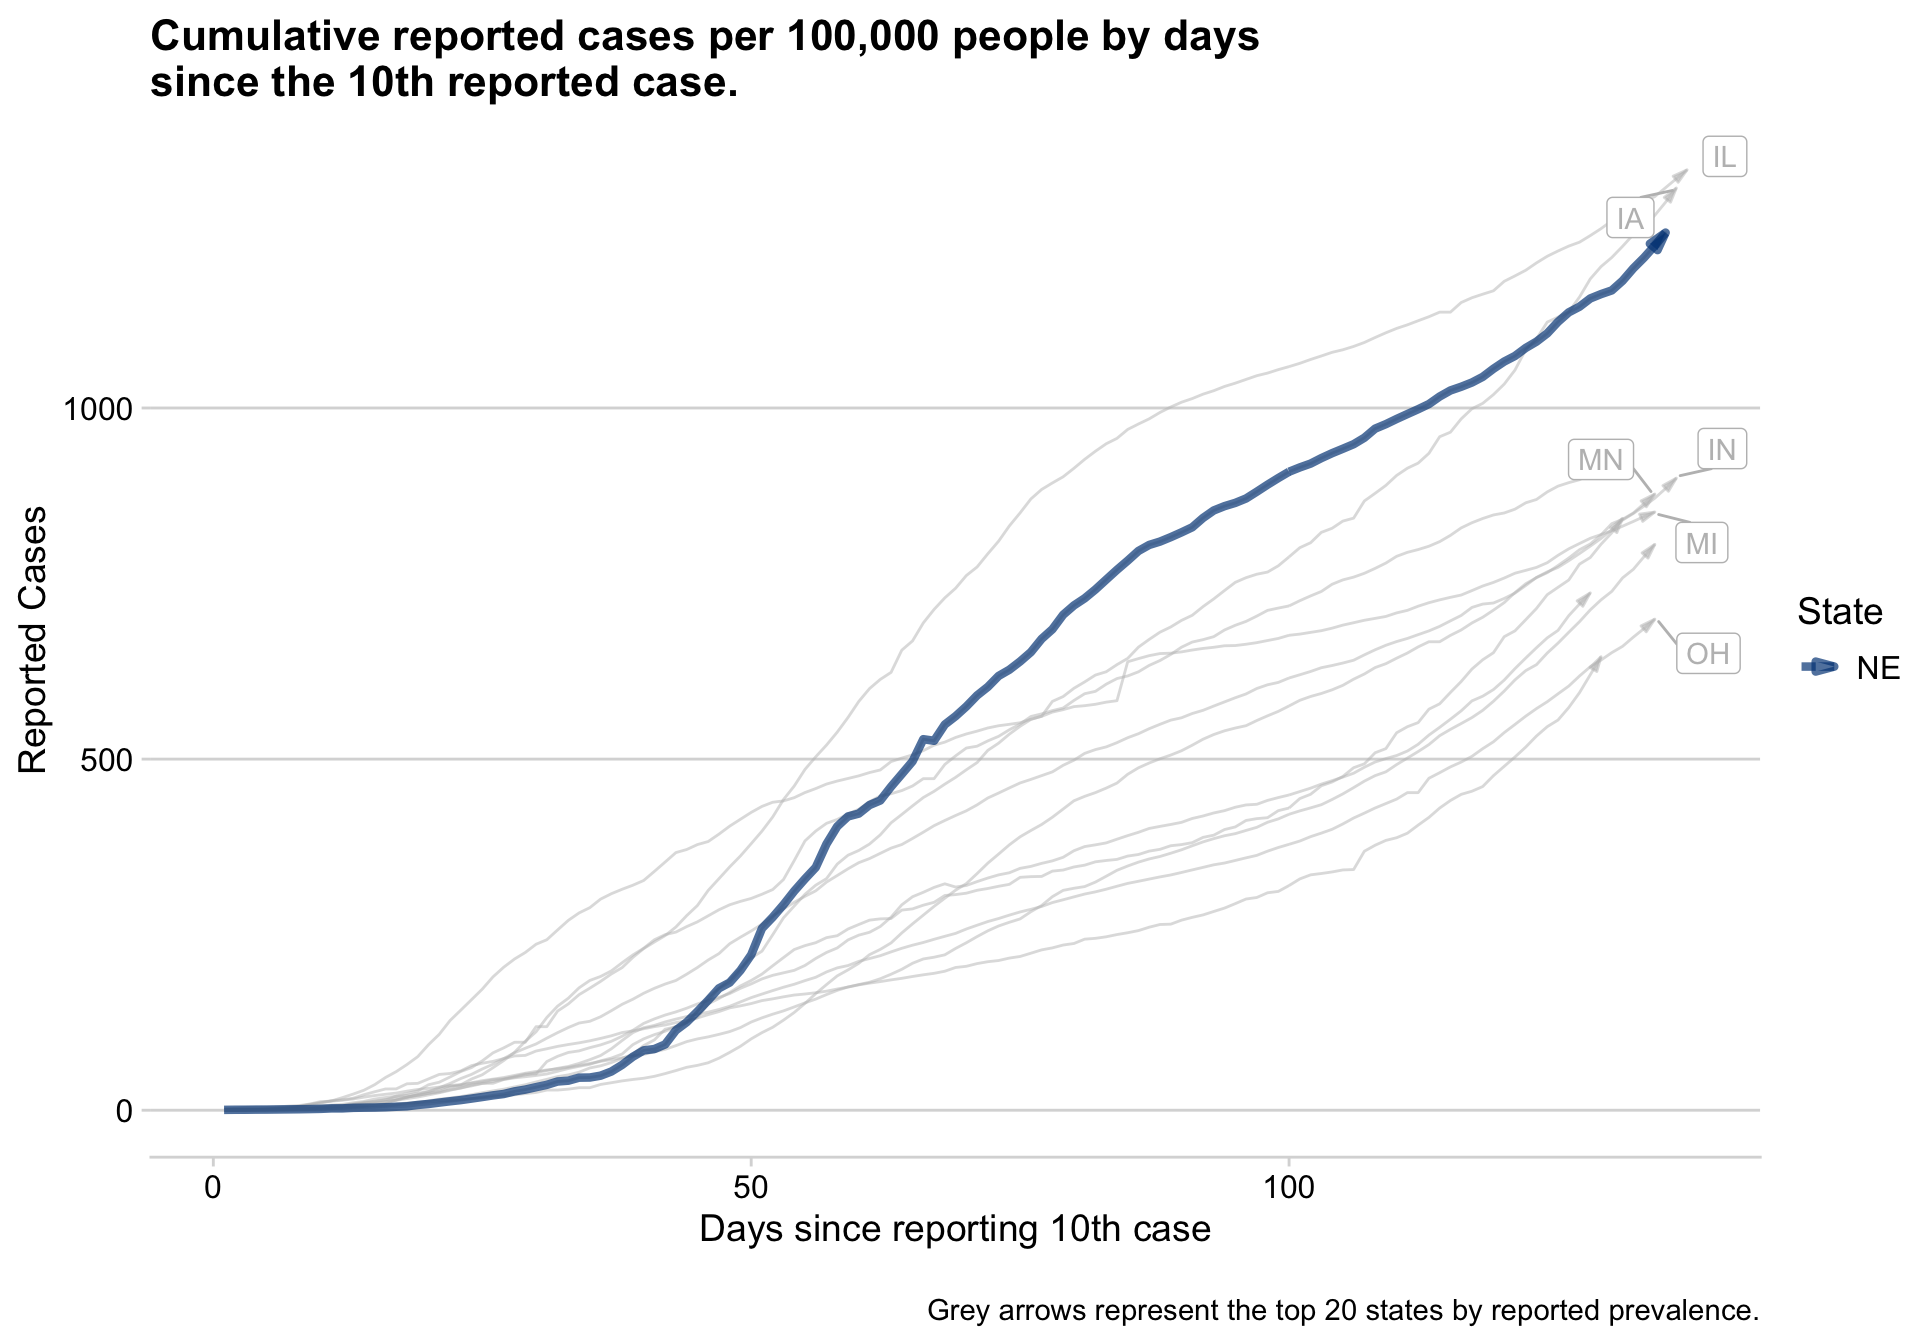 Cumulative reported cases per 100,000 people by days
since the 10th reported case.
IL
IA
1000
IN
MN
MI
Reported Cases
State
NE
OH
500
0
0 50 100
Days since reporting 10th case
Grey arrows represent the top 20 states by reported prevalence.